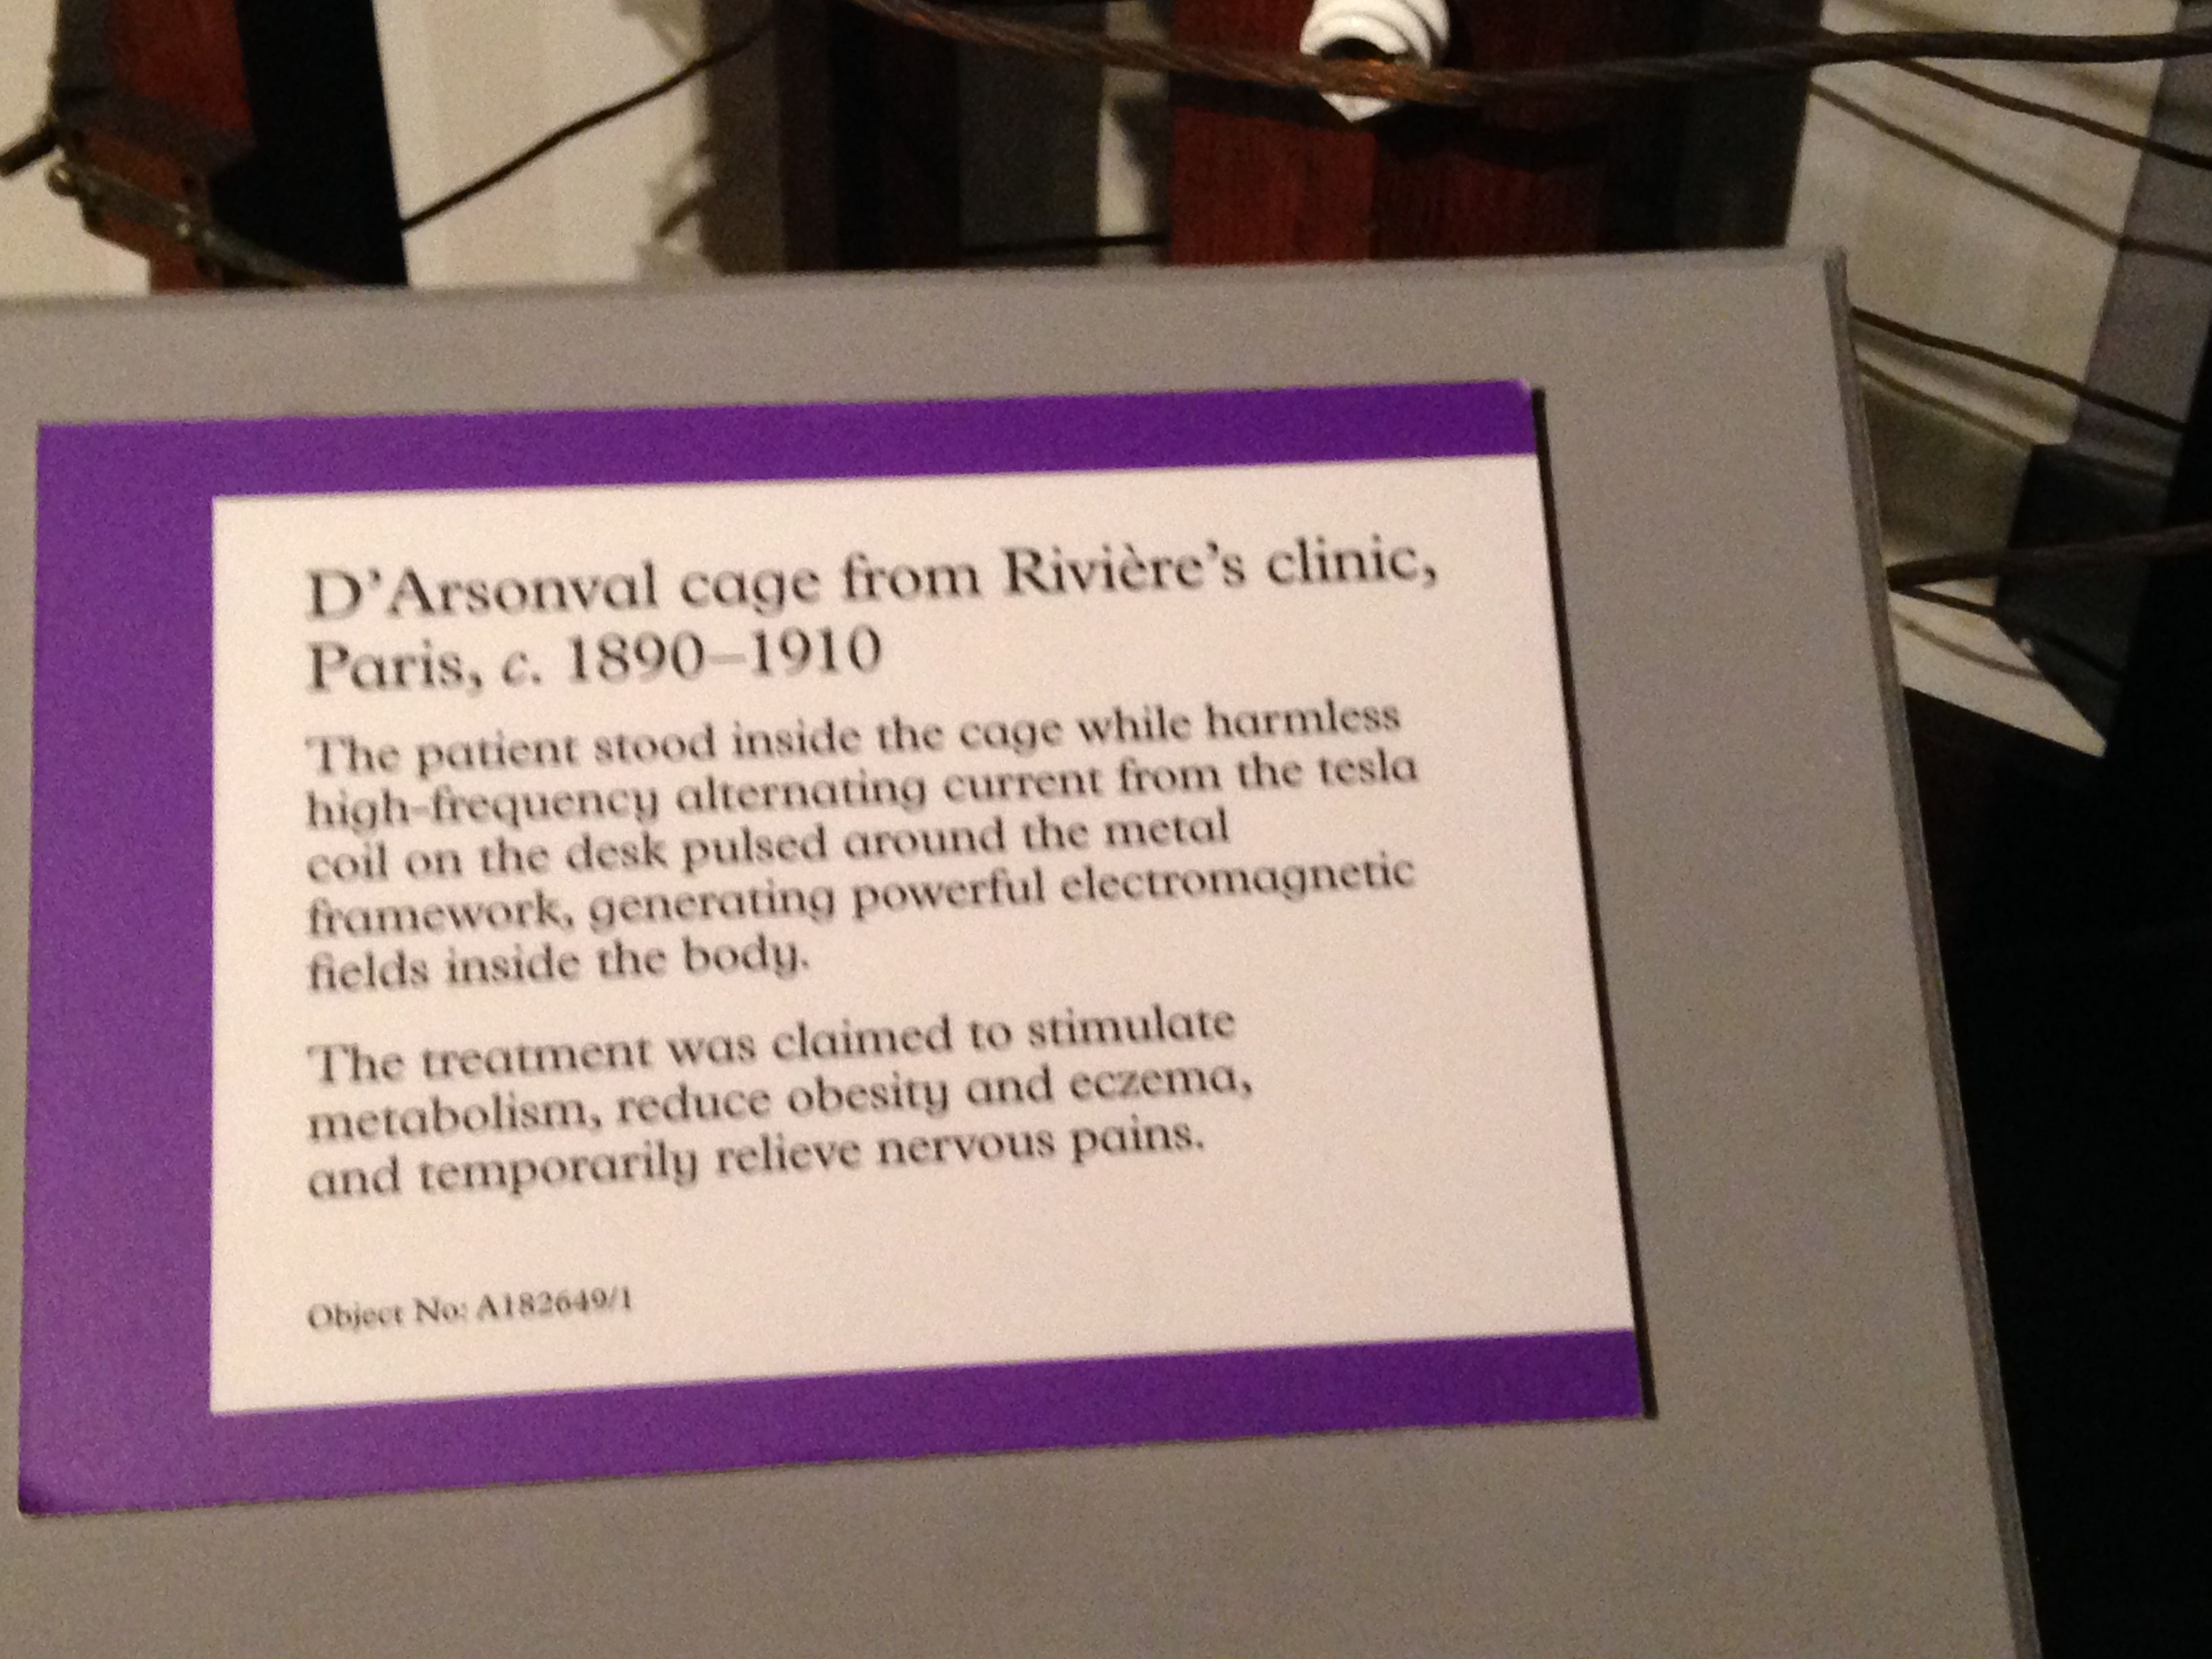 D’Arsonval cage from Rivière’s clinic,
Paris, c. 1890–1910
The patient stood inside the cage while harmless
high-frequency alternating current from the tesla
coil on the desk pulsed around the metal
framework, generating powerful electromagnetic
fields inside the body.
The treatment was claimed to stimulate
metabolism, reduce obesity and eczema,
and temporarily relieve nervous pains.
Object No: A182649/1